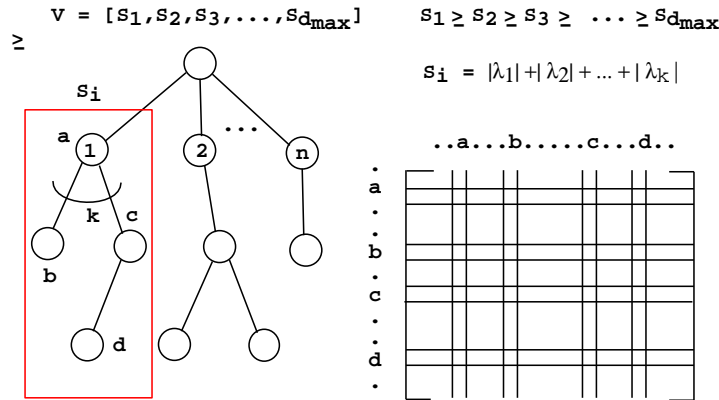 V = [S1,S2,S3,...,Sdmax]
S1 ≥ S2 ≥ S3 ≥ ... ≥ Sdmax
≥
Si = |λ1| +| λ2| + ... + | λk |
Si
a
1
2
...
n
k
c
b
d
..a...b.....c...d..
.
a
.
.
b
.
c
.
.
d
.